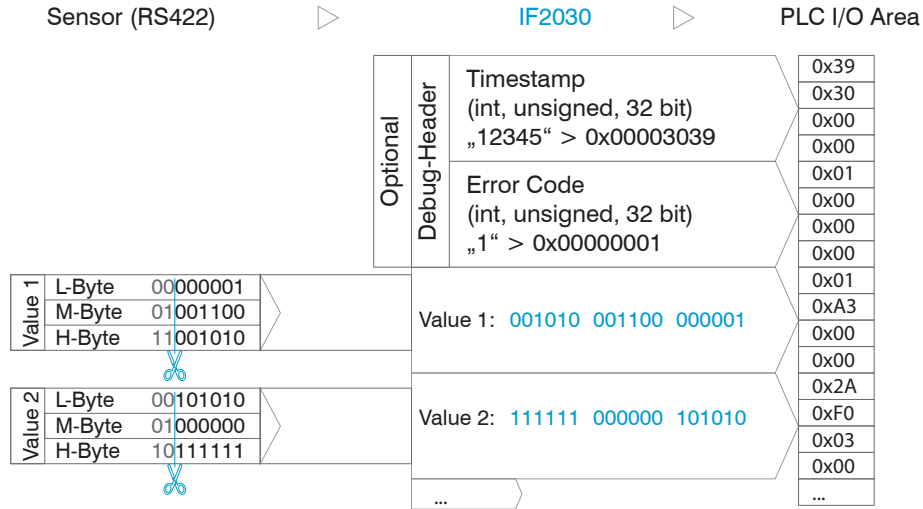 Sensor (RS422) IF2030 PLC I/O Area
Optional
Debug-Header
Timestamp
(int, unsigned, 32 bit)
„12345“ > 0x00003039
Error Code
(int, unsigned, 32 bit)
„1“ > 0x00000001
0x39
0x30
0x00
0x00
0x01
0x00
0x00
0x00
Value 1
L-Byte 00000001
M-Byte 01001100
H-Byte 11001010
Value 1: 001010 001100 000001
0x01
0xA3
0x00
0x00
Value 2
L-Byte 00101010
M-Byte 01000000
H-Byte 10111111
Value 2: 111111 000000 101010
0x2A
0xF0
0x03
0x00
...
...